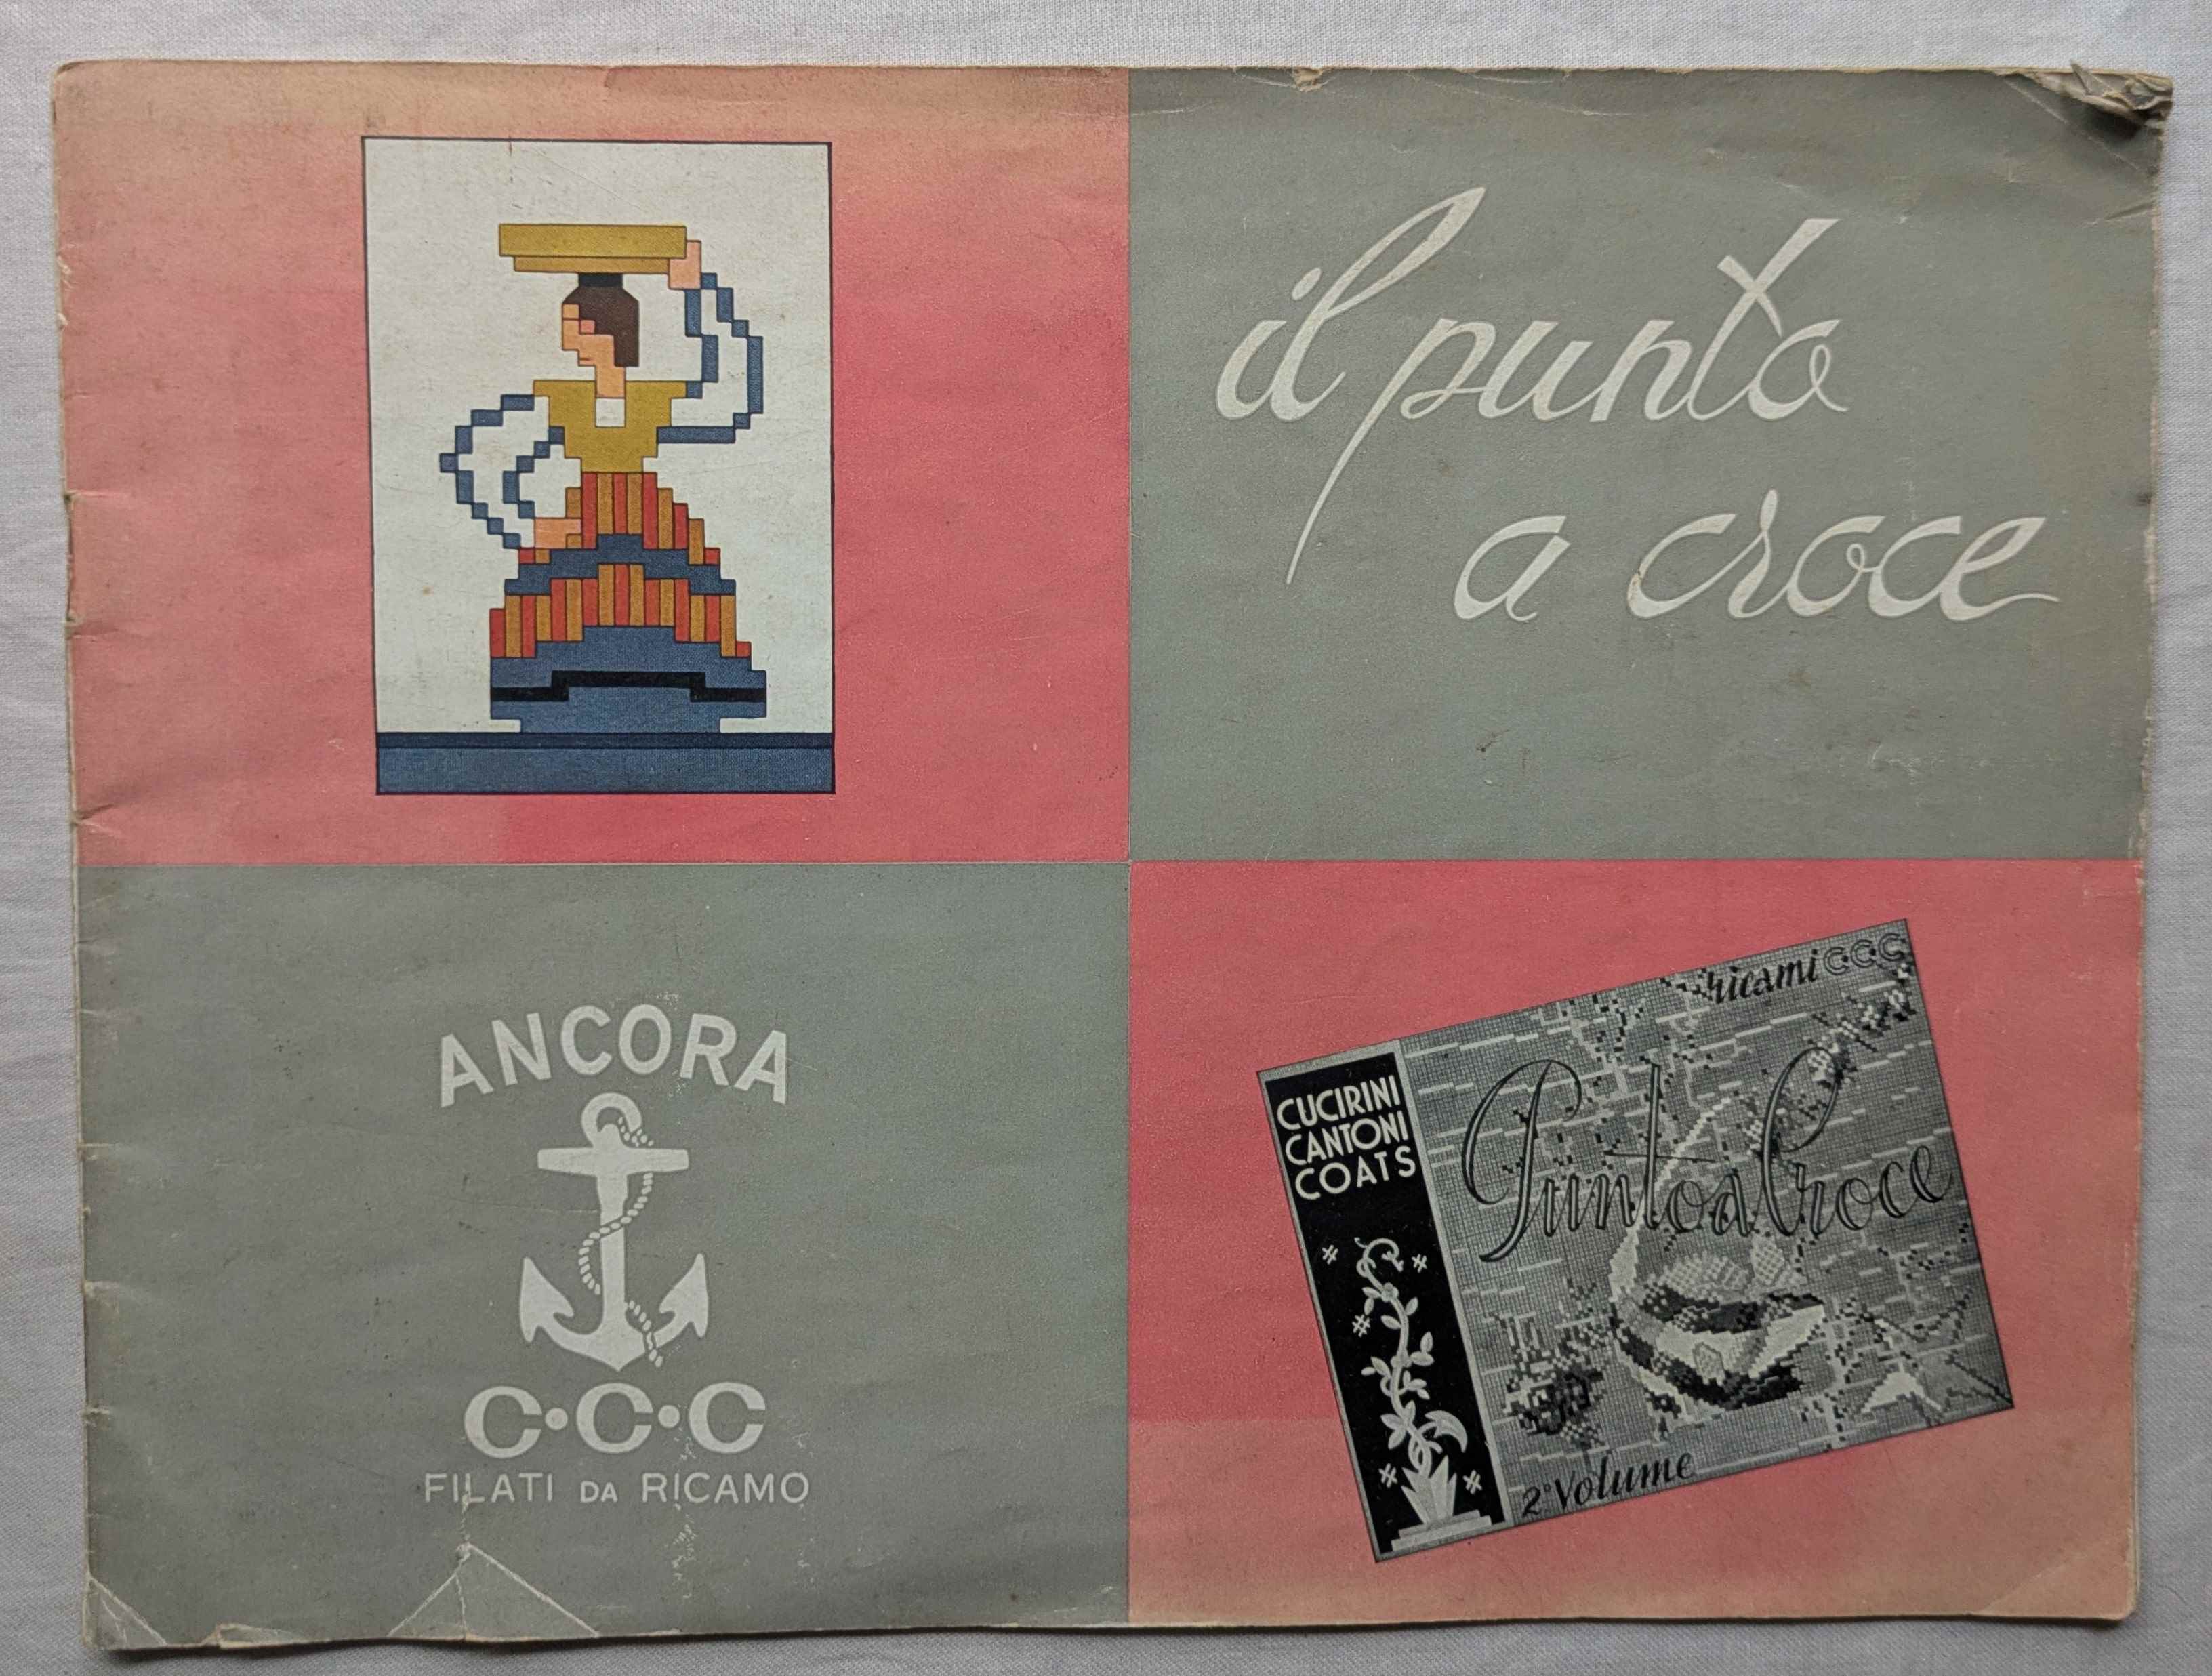 il punto
a croce
ANCORA
C·C·C
FILATI DA RICAMO
ricami C·C·C
CUCIRINI
CANTONI
COATS
Punto a Croce
2° Volume